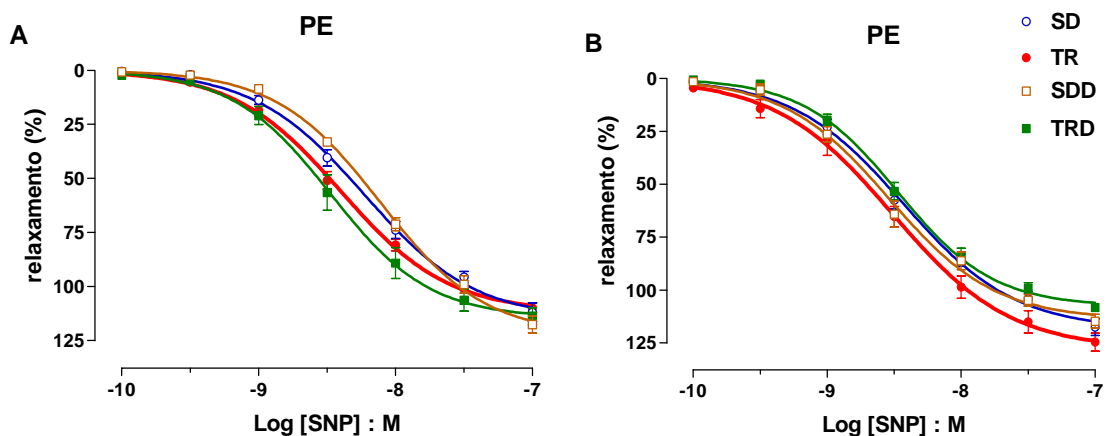 A
PE
relaxamento (%)
0
25
50
75
100
125
-10
-9
-8
-7
Log [SNP] : M
B
PE
relaxamento (%)
0
25
50
75
100
125
-10
-9
-8
-7
Log [SNP] : M
SD
TR
SDD
TRD